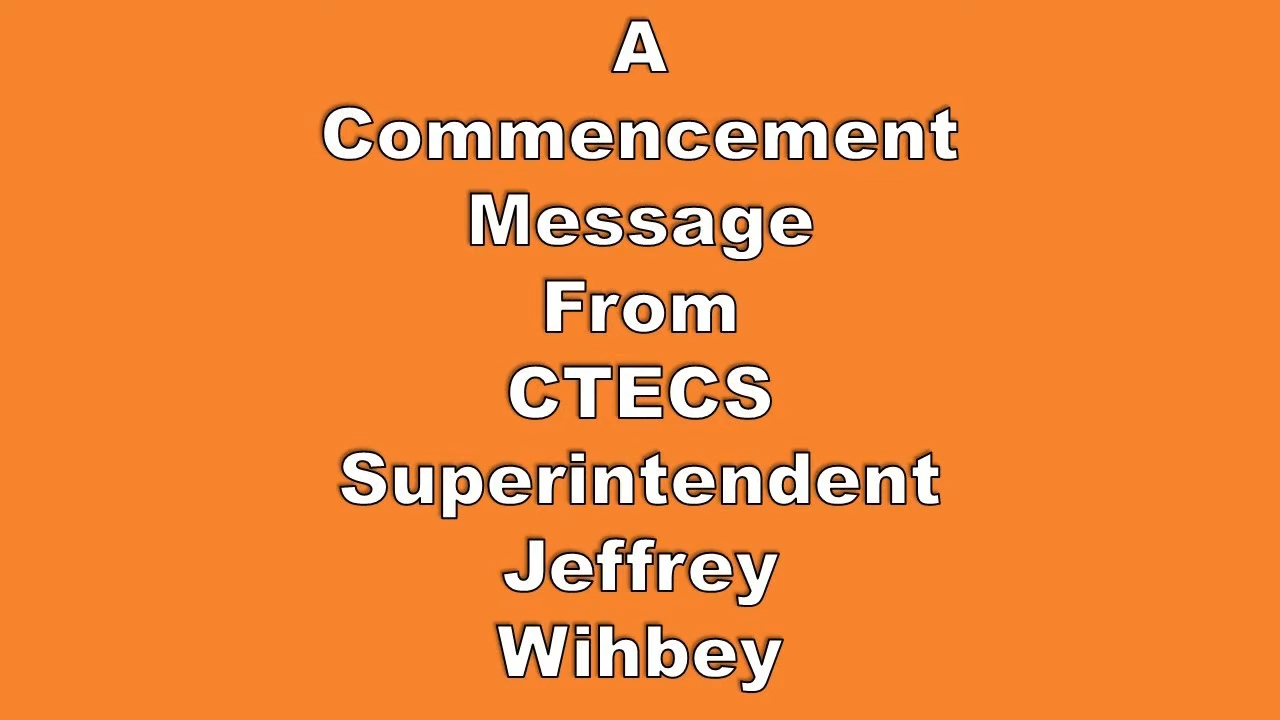 A
Commencement
Message
From
CTECS
Superintendent
Jeffrey
Wihbey